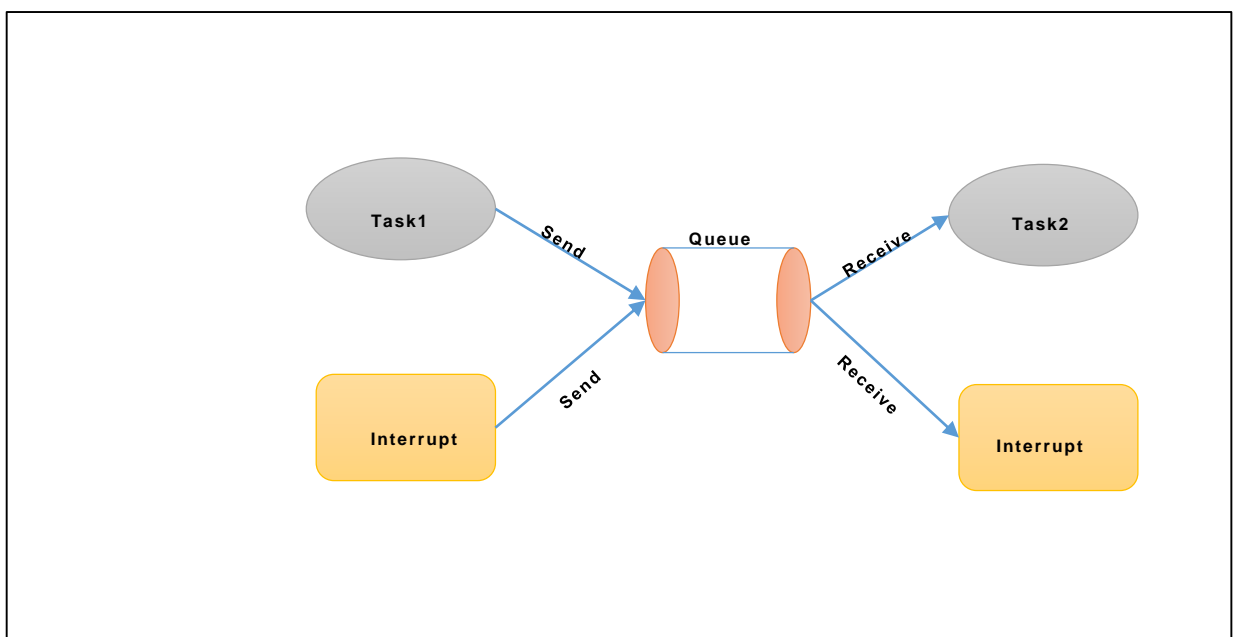 Task1
Send
Queue
Receive
Task2
Send
Receive
Interrupt
Interrupt